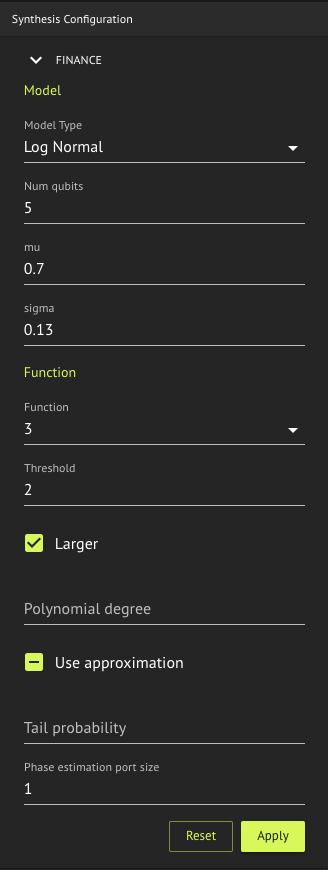 Synthesis Configuration
FINANCE
Model
Model Type
Log Normal
Num qubits
5
mu
0.7
sigma
0.13
Function
Function
3
Threshold
2
Larger
Polynomial degree
Use approximation
Tail probability
Phase estimation port size
1
Reset Apply